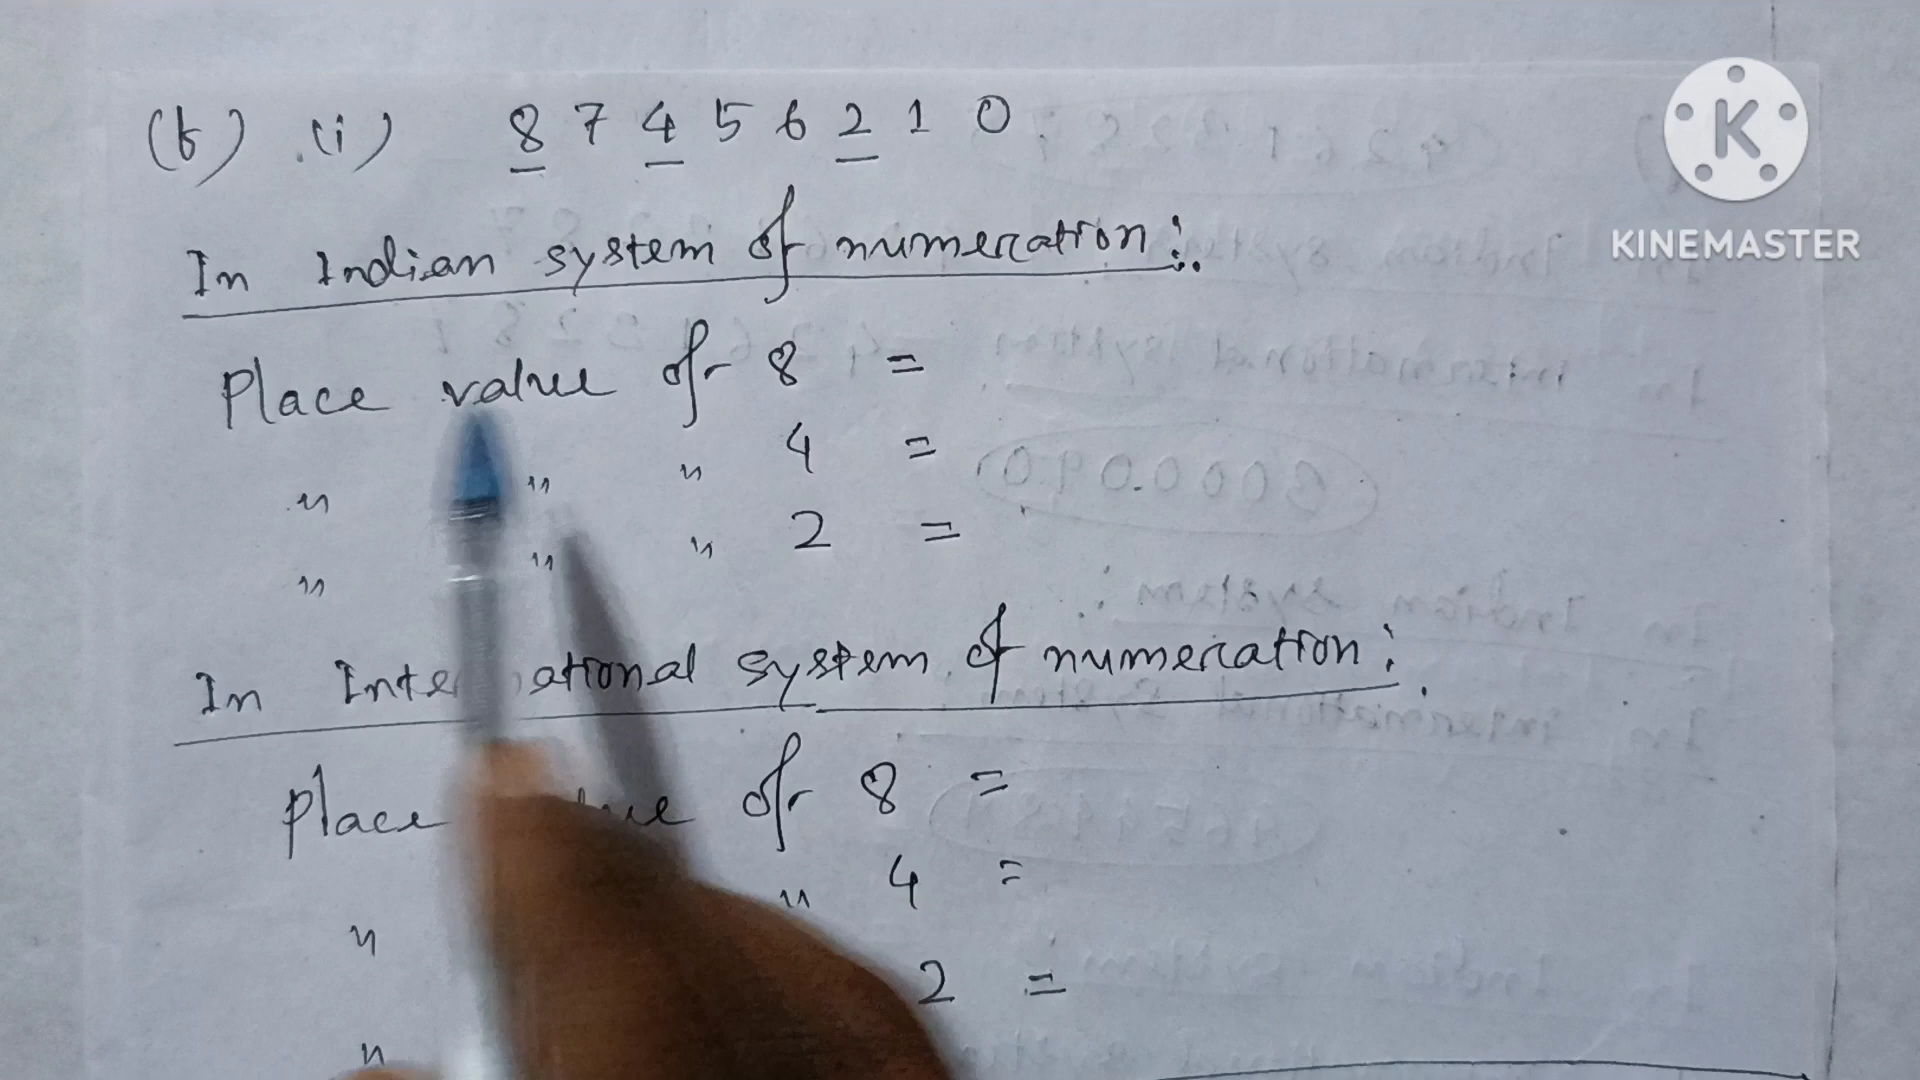 (b) (i) 8 7 4 5 6 2 1 0
K
KINEMASTER
In Indian system of numeration:
Place value of 8 =
" " " 4 =
" " " 2 =
In International system of numeration:
Place of 8 =
" " 4 =
" 2 =